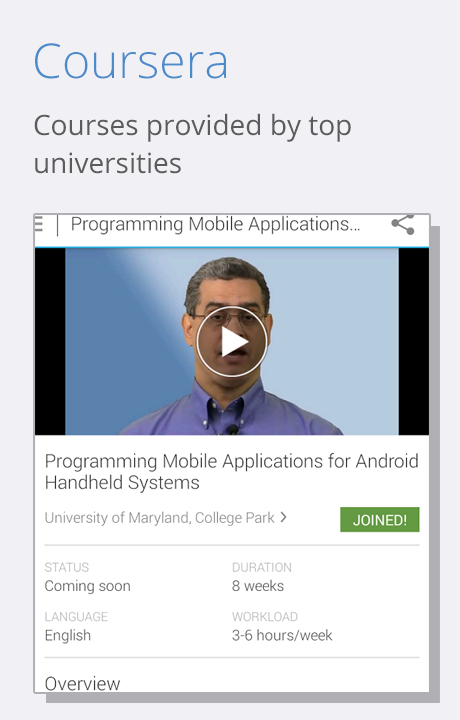 Coursera
Courses provided by top
universities
Programming Mobile Applications...
Programming Mobile Applications for Android
Handheld Systems
University of Maryland, College Park
JOINED!
STATUS
DURATION
Coming soon
8 weeks
LANGUAGE
WORKLOAD
English
3-6 hours/week
Overview